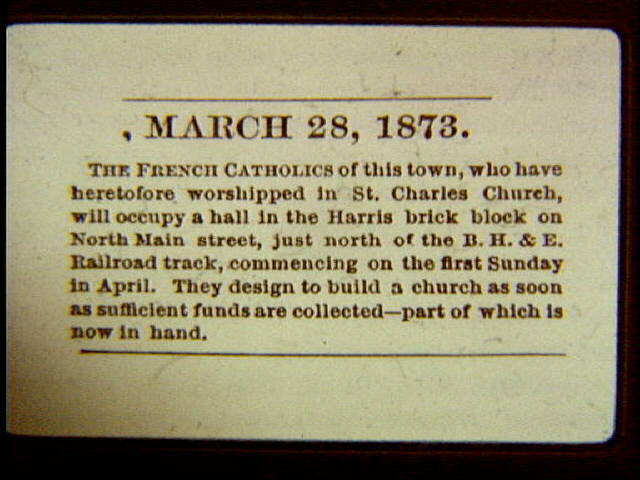 , MARCH 28, 1873.
THE FRENCH CATHOLICS of this town, who have
heretofore worshipped in St. Charles Church,
will occupy a hall in the Harris brick block on
North Main street, just north of the B. H. & E.
Railroad track, commencing on the first Sunday
in April. They design to build a church as soon
as sufficient funds are collected—part of which is
now in hand.